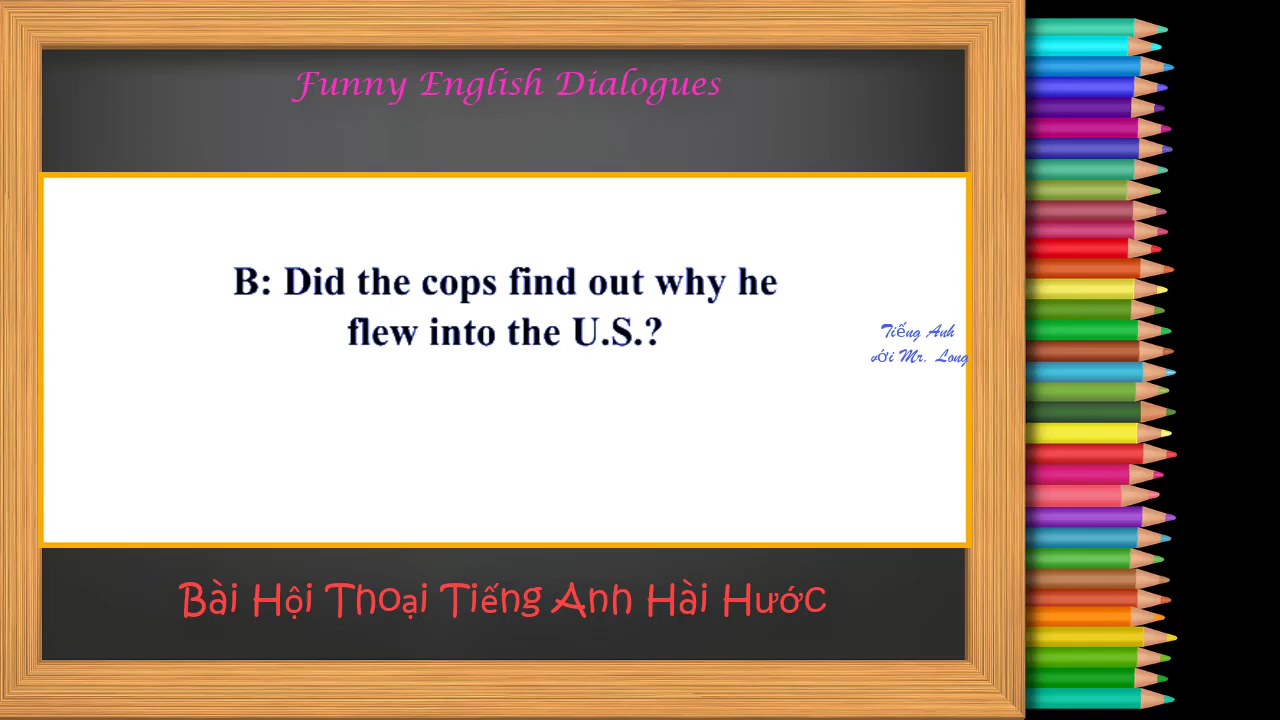 Funny English Dialogues
B: Did the cops find out why he
flew into the U.S.?
Tiếng Anh
với Mr. Long
Bài Hội Thoại Tiếng Anh Hài Hước